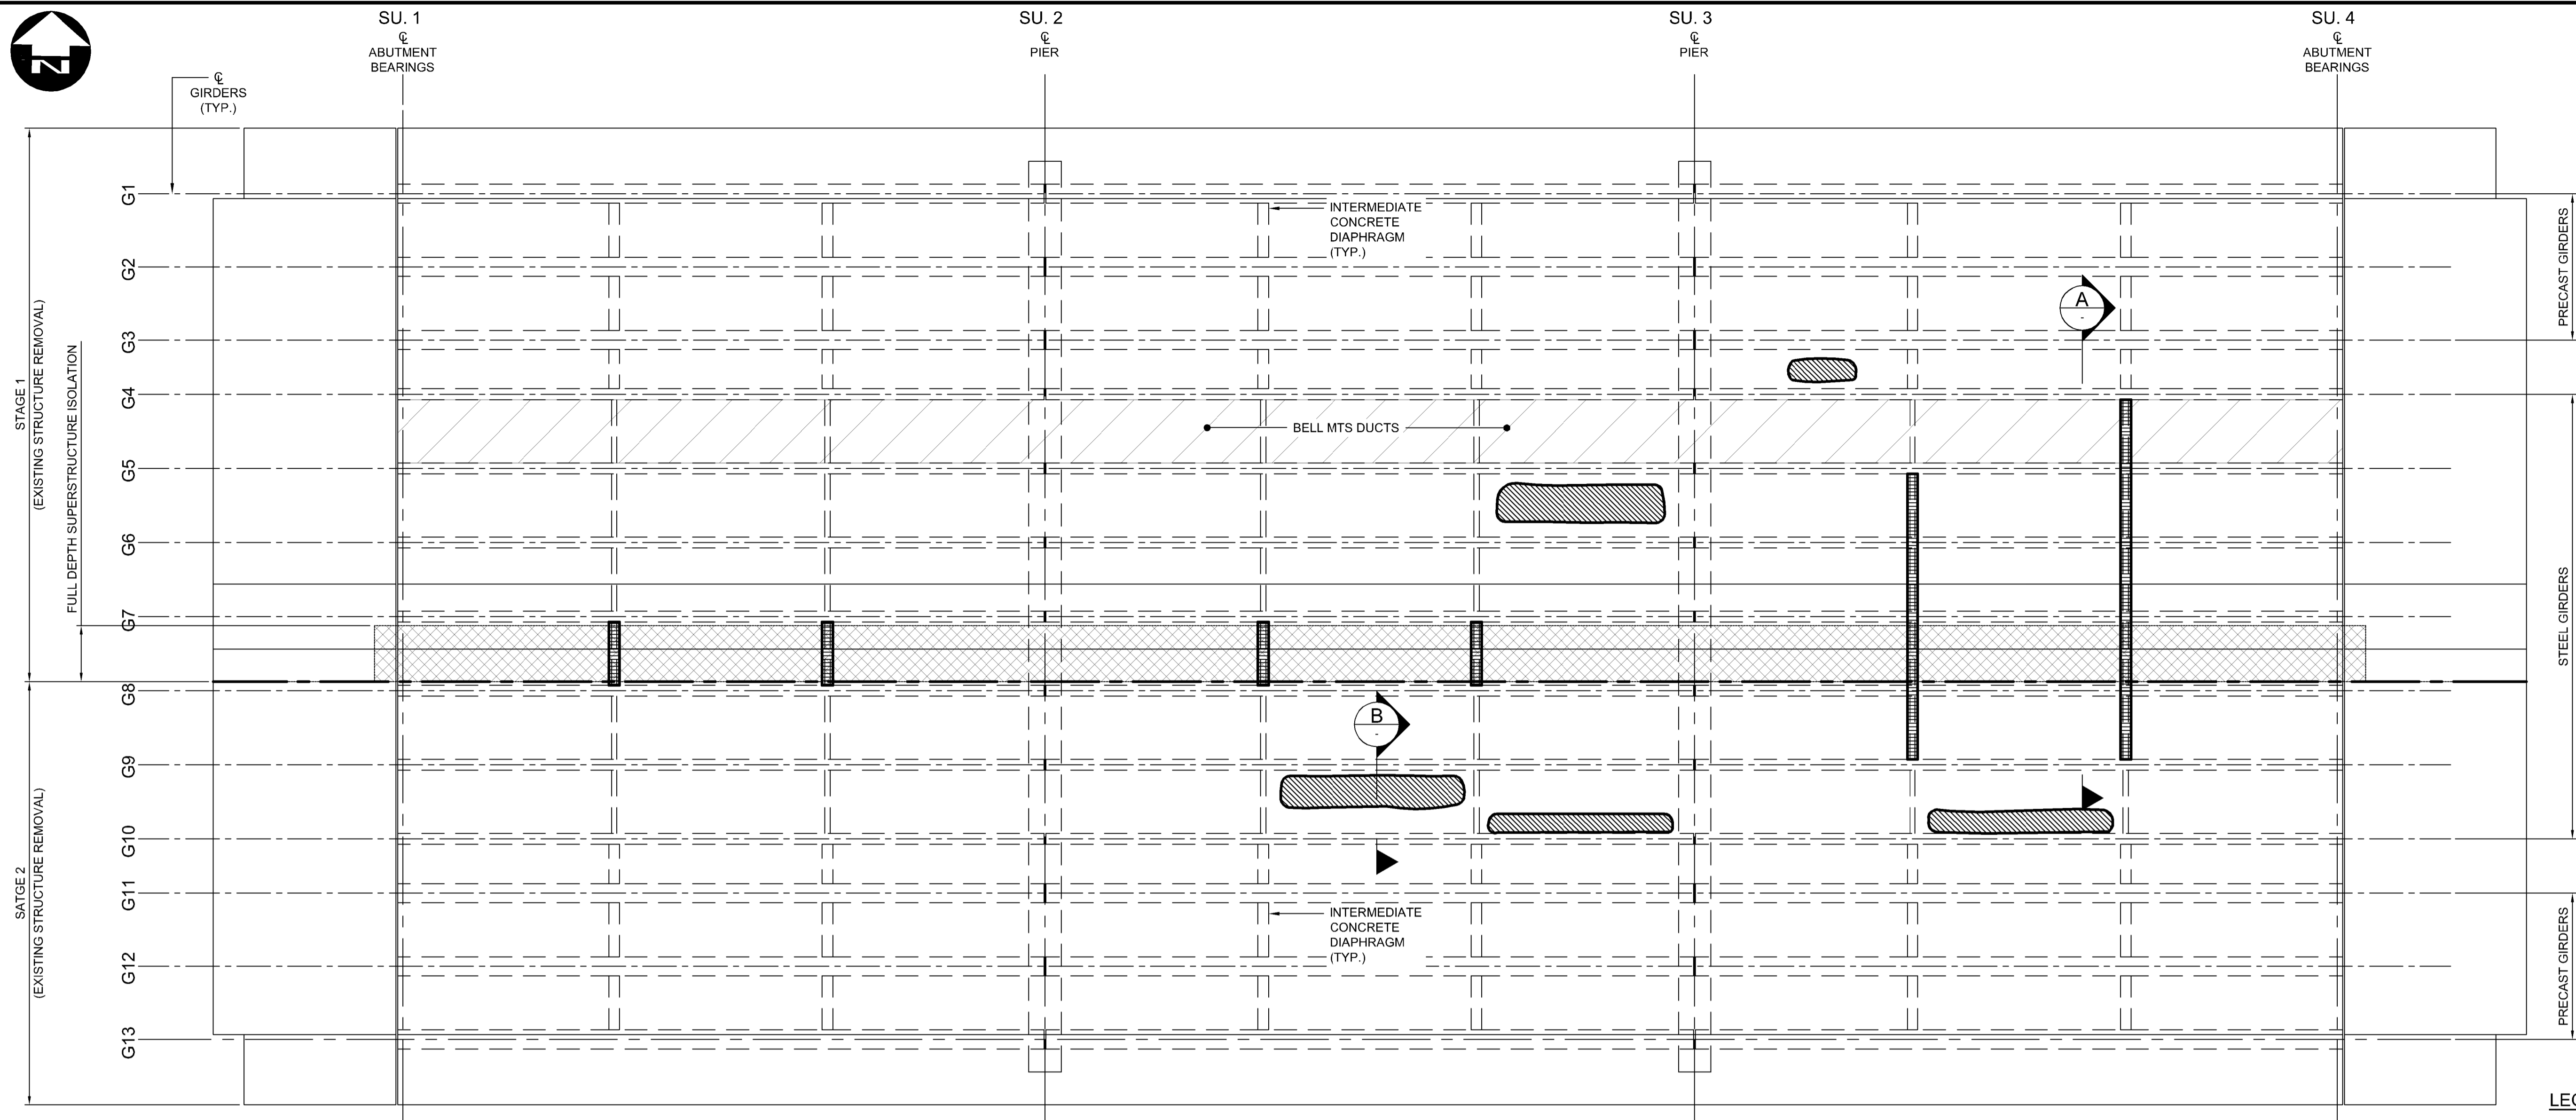 SU. 1
℄
ABUTMENT
BEARINGS
SU. 2
℄
PIER
SU. 3
℄
PIER
SU. 4
℄
ABUTMENT
BEARINGS
N
℄
GIRDERS
(TYP.)
STAGE 1
(EXISTING STRUCTURE REMOVAL)
FULL DEPTH SUPERSTRUCTURE ISOLATION
SATGE 2
(EXISTING STRUCTURE REMOVAL)
G1
G2
G3
G4
G5
G6
G7
G8
G9
G10
G11
G12
G13
INTERMEDIATE
CONCRETE
DIAPHRAGM
(TYP.)
A
-
BELL MTS DUCTS
B
-
INTERMEDIATE
CONCRETE
DIAPHRAGM
(TYP.)
PRECAST GIRDERS
STEEL GIRDERS
PRECAST GIRDERS